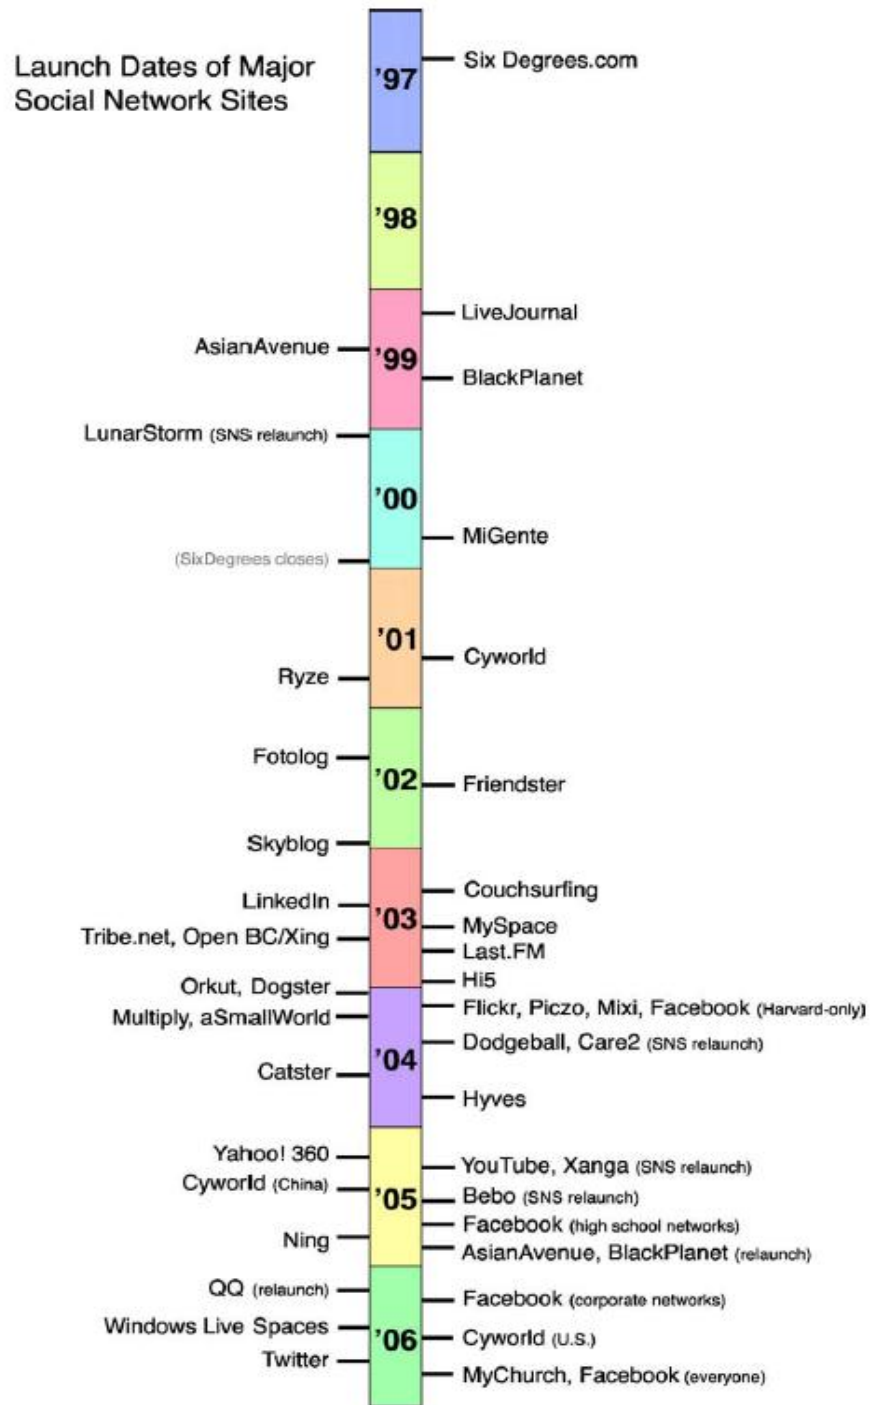 Launch Dates of Major
Social Network Sites
'97
Six Degrees.com
'98
LiveJournal
AsianAvenue
'99
BlackPlanet
LunarStorm (SNS relaunch)
'00
MiGente
(SixDegrees closes)
'01
Cyworld
Ryze
Fotolog
'02
Friendster
Skyblog
Couchsurfing
LinkedIn
'03
MySpace
Tribe.net, Open BC/Xing
Last.FM
Hi5
Orkut, Dogster
Flickr, Piczo, Mixi, Facebook (Harvard-only)
Multiply, aSmallWorld
Dodgeball, Care2 (SNS relaunch)
'04
Catster
Hyves
Yahoo! 360
YouTube, Xanga (SNS relaunch)
Cyworld (China)
'05
Bebo (SNS relaunch)
Facebook (high school networks)
Ning
AsianAvenue, BlackPlanet (relaunch)
QQ (relaunch)
Facebook (corporate networks)
Windows Live Spaces
'06
Cyworld (U.S.)
Twitter
MyChurch, Facebook (everyone)